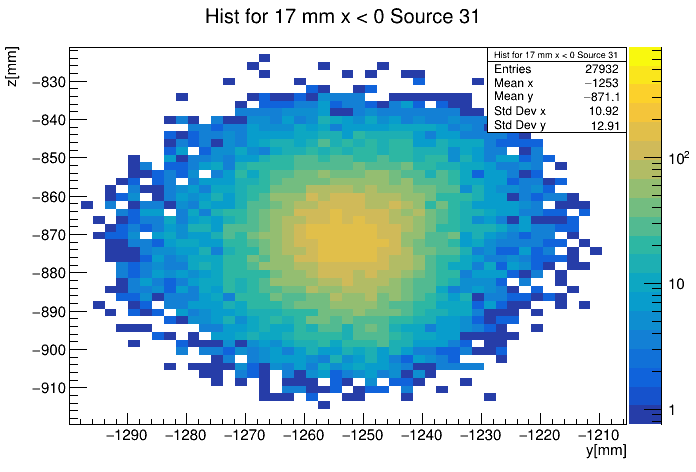 Hist for 17 mm x < 0 Source 31
z[mm]
Hist for 17 mm x < 0 Source 31
Entries 27932
Mean x −1253
Mean y −871.1
Std Dev x 10.92
Std Dev y 12.91
−830
−840
−850
−860
−870
−880
−890
−900
−910
10²
10
1
−1290 −1280 −1270 −1260 −1250 −1240 −1230 −1220 −1210
y[mm]